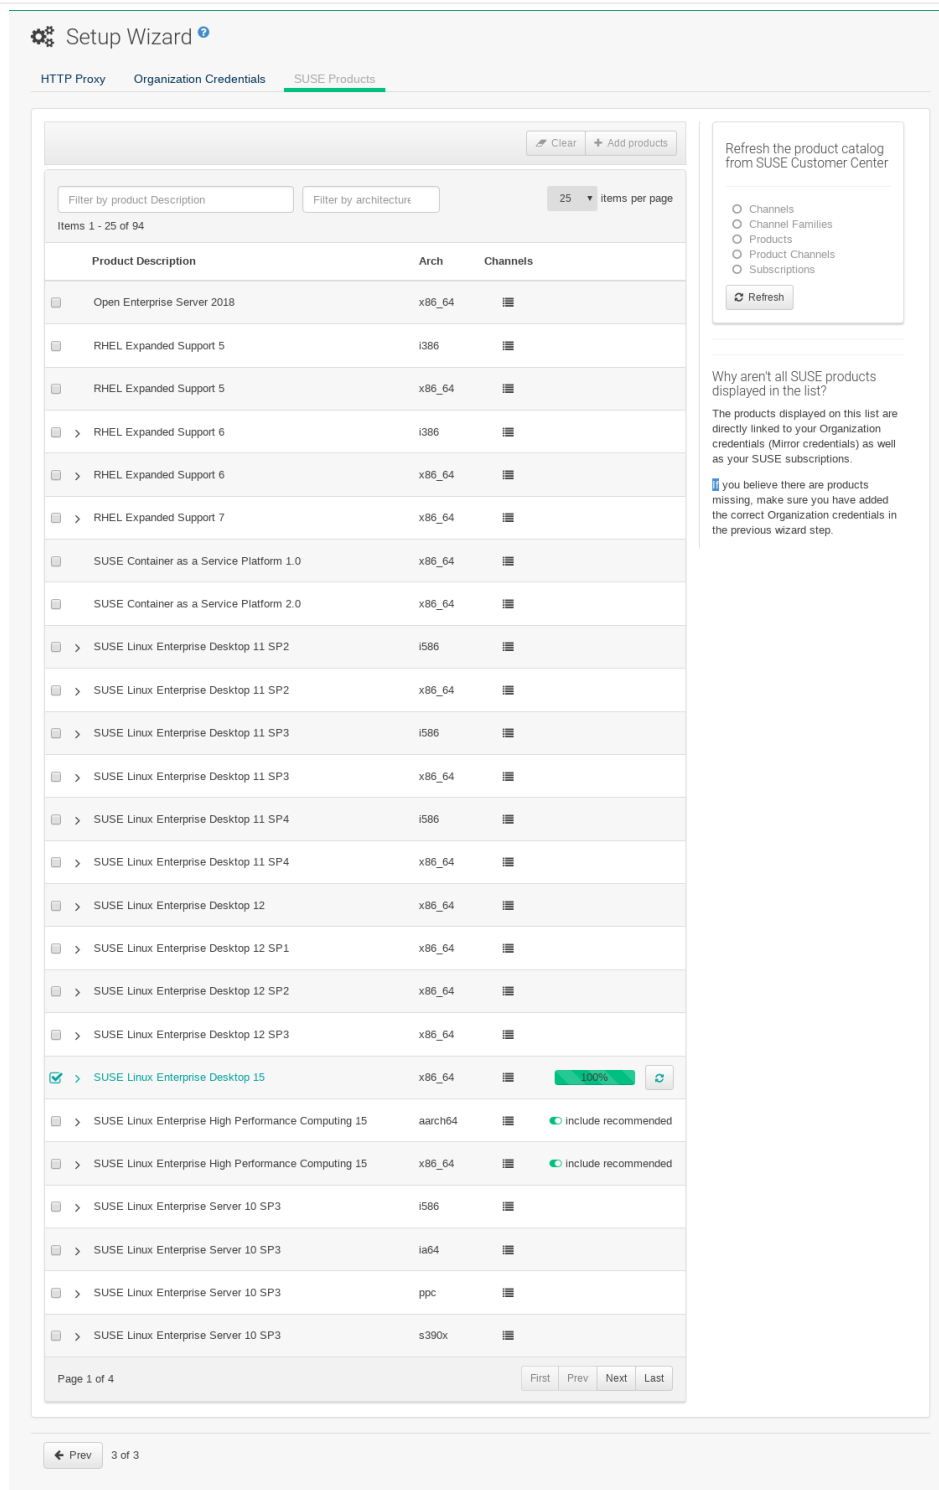 Setup Wizard ?
HTTP Proxy Organization Credentials SUSE Products
Clear Add products
Filter by product Description Filter by architecture 25 items per page
Items 1 - 25 of 94
Product Description Arch Channels
Open Enterprise Server 2018 x86_64
RHEL Expanded Support 5 i386
RHEL Expanded Support 5 x86_64
RHEL Expanded Support 6 i386
RHEL Expanded Support 6 x86_64
RHEL Expanded Support 7 x86_64
SUSE Container as a Service Platform 1.0 x86_64
SUSE Container as a Service Platform 2.0 x86_64
SUSE Linux Enterprise Desktop 11 SP2 i586
SUSE Linux Enterprise Desktop 11 SP2 x86_64
SUSE Linux Enterprise Desktop 11 SP3 i586
SUSE Linux Enterprise Desktop 11 SP3 x86_64
SUSE Linux Enterprise Desktop 11 SP4 i586
SUSE Linux Enterprise Desktop 11 SP4 x86_64
SUSE Linux Enterprise Desktop 12 x86_64
SUSE Linux Enterprise Desktop 12 SP1 x86_64
SUSE Linux Enterprise Desktop 12 SP2 x86_64
SUSE Linux Enterprise Desktop 12 SP3 x86_64
SUSE Linux Enterprise Desktop 15 x86_64 100%
SUSE Linux Enterprise High Performance Computing 15 aarch64 include recommended
SUSE Linux Enterprise High Performance Computing 15 x86_64 include recommended
SUSE Linux Enterprise Server 10 SP3 i586
SUSE Linux Enterprise Server 10 SP3 ia64
SUSE Linux Enterprise Server 10 SP3 ppc
SUSE Linux Enterprise Server 10 SP3 s390x
Page 1 of 4 First Prev Next Last
Refresh the product catalog
from SUSE Customer Center
Channels
Channel Families
Products
Product Channels
Subscriptions
Refresh
Why aren't all SUSE products
displayed in the list?
The products displayed on this list are
directly linked to your Organization
credentials (Mirror credentials) as well
as your SUSE subscriptions.
If you believe there are products
missing, make sure you have added
the correct Organization credentials in
the previous wizard step.
Prev 3 of 3